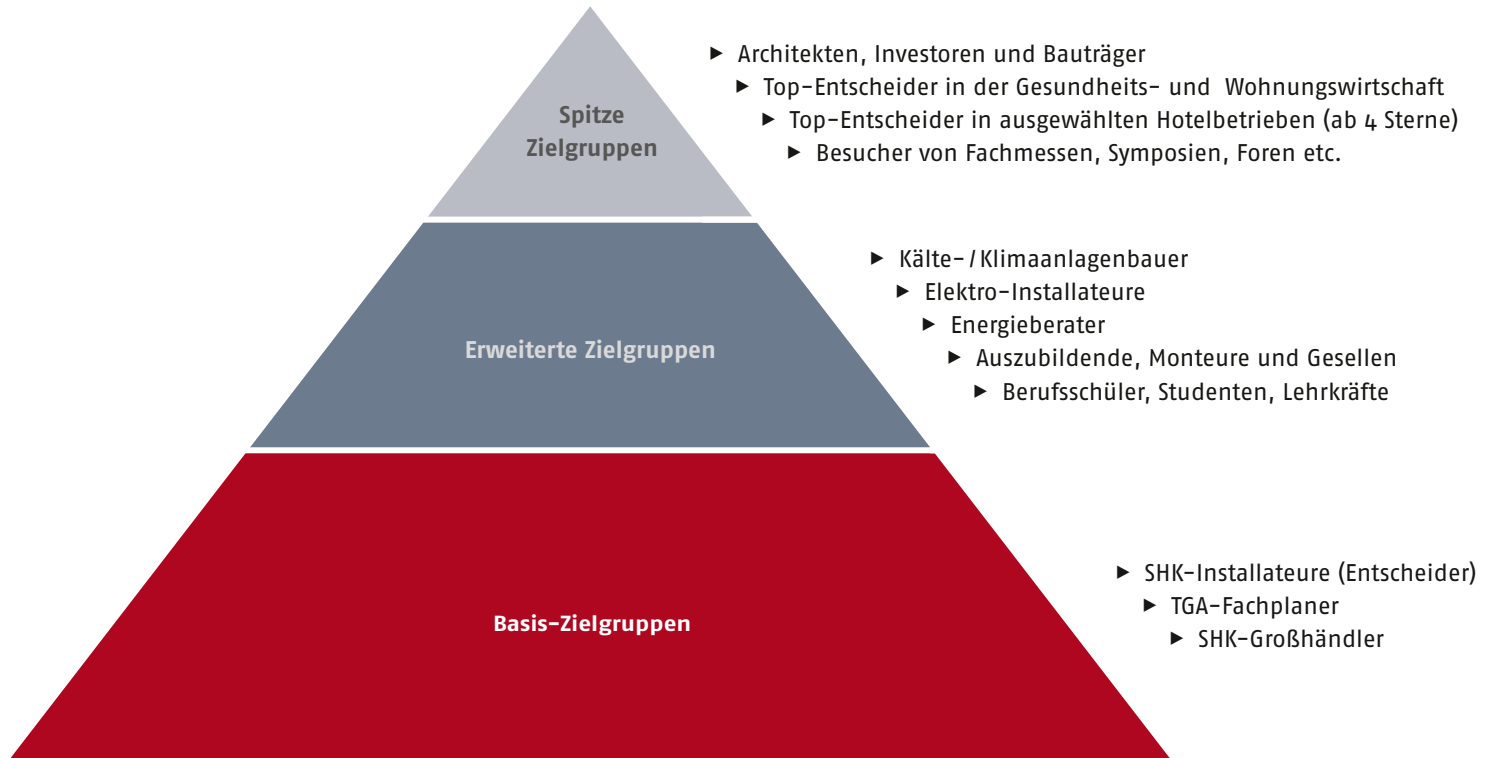 Spitze
Zielgruppen
► Architekten, Investoren und Bauträger
► Top-Entscheider in der Gesundheits- und Wohnungswirtschaft
► Top-Entscheider in ausgewählten Hotelbetrieben (ab 4 Sterne)
► Besucher von Fachmessen, Symposien, Foren etc.
Erweiterte Zielgruppen
► Kälte-/Klimaanlagenbauer
► Elektro-Installateure
► Energieberater
► Auszubildende, Monteure und Gesellen
► Berufsschüler, Studenten, Lehrkräfte
Basis-Zielgruppen
► SHK-Installateure (Entscheider)
► TGA-Fachplaner
► SHK-Großhändler